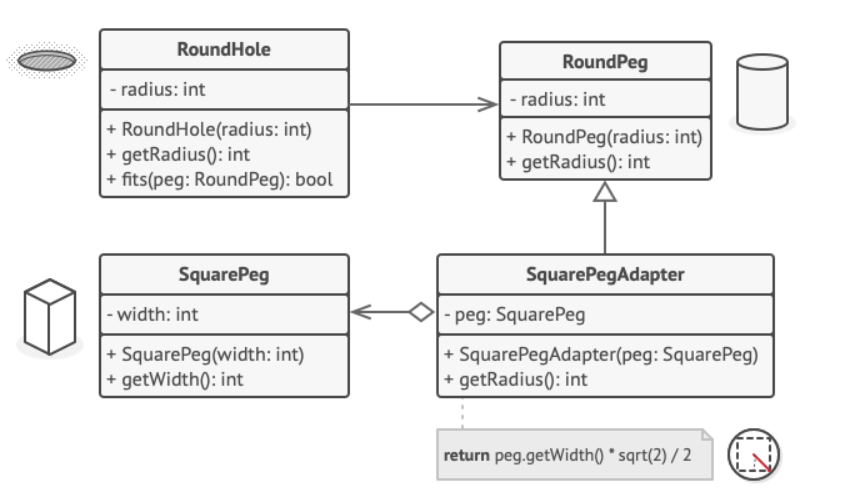 RoundHole
- radius: int
+ RoundHole(radius: int)
+ getRadius(): int
+ fits(peg: RoundPeg): bool
RoundPeg
- radius: int
+ RoundPeg(radius: int)
+ getRadius(): int
SquarePeg
- width: int
+ SquarePeg(width: int)
+ getWidth(): int
SquarePegAdapter
- peg: SquarePeg
+ SquarePegAdapter(peg: SquarePeg)
+ getRadius(): int
return peg.getWidth() * sqrt(2) / 2